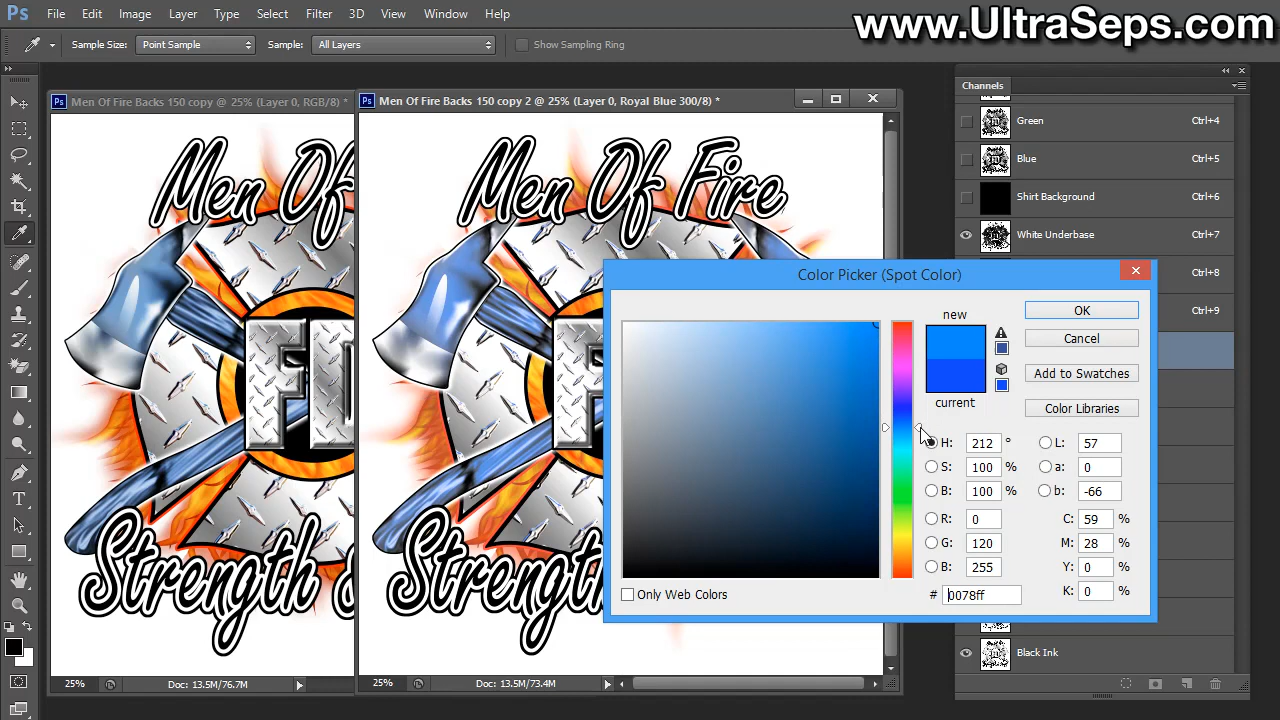 Ps File Edit Image Layer Type Select Filter 3D View Window Help
www.UltraSeps.com
Sample Size: Point Sample Sample: All Layers Show Sampling Ring
Channels
Ps Men Of Fire Backs 150 copy @ 25% (Layer 0, RGB/8) *
Ps Men Of Fire Backs 150 copy 2 @ 25% (Layer 0, Royal Blue 300/8) *
Green Ctrl+4
Blue Ctrl+5
Shirt Background Ctrl+6
White Underbase Ctrl+7
Ctrl+8
Ctrl+9
Men Of
Men Of Fire
FD
F
Strength &
Strength
Color Picker (Spot Color)
new
current
OK
Cancel
Add to Swatches
Color Libraries
H: 212 ° L: 57
S: 100 % a: 0
B: 100 % b: -66
R: 0 C: 59 %
G: 120 M: 28 %
B: 255 Y: 0 %
K: 0 %
# 0078ff
Only Web Colors
Black Ink
25% Doc: 13.5M/76.7M
25% Doc: 13.5M/73.4M